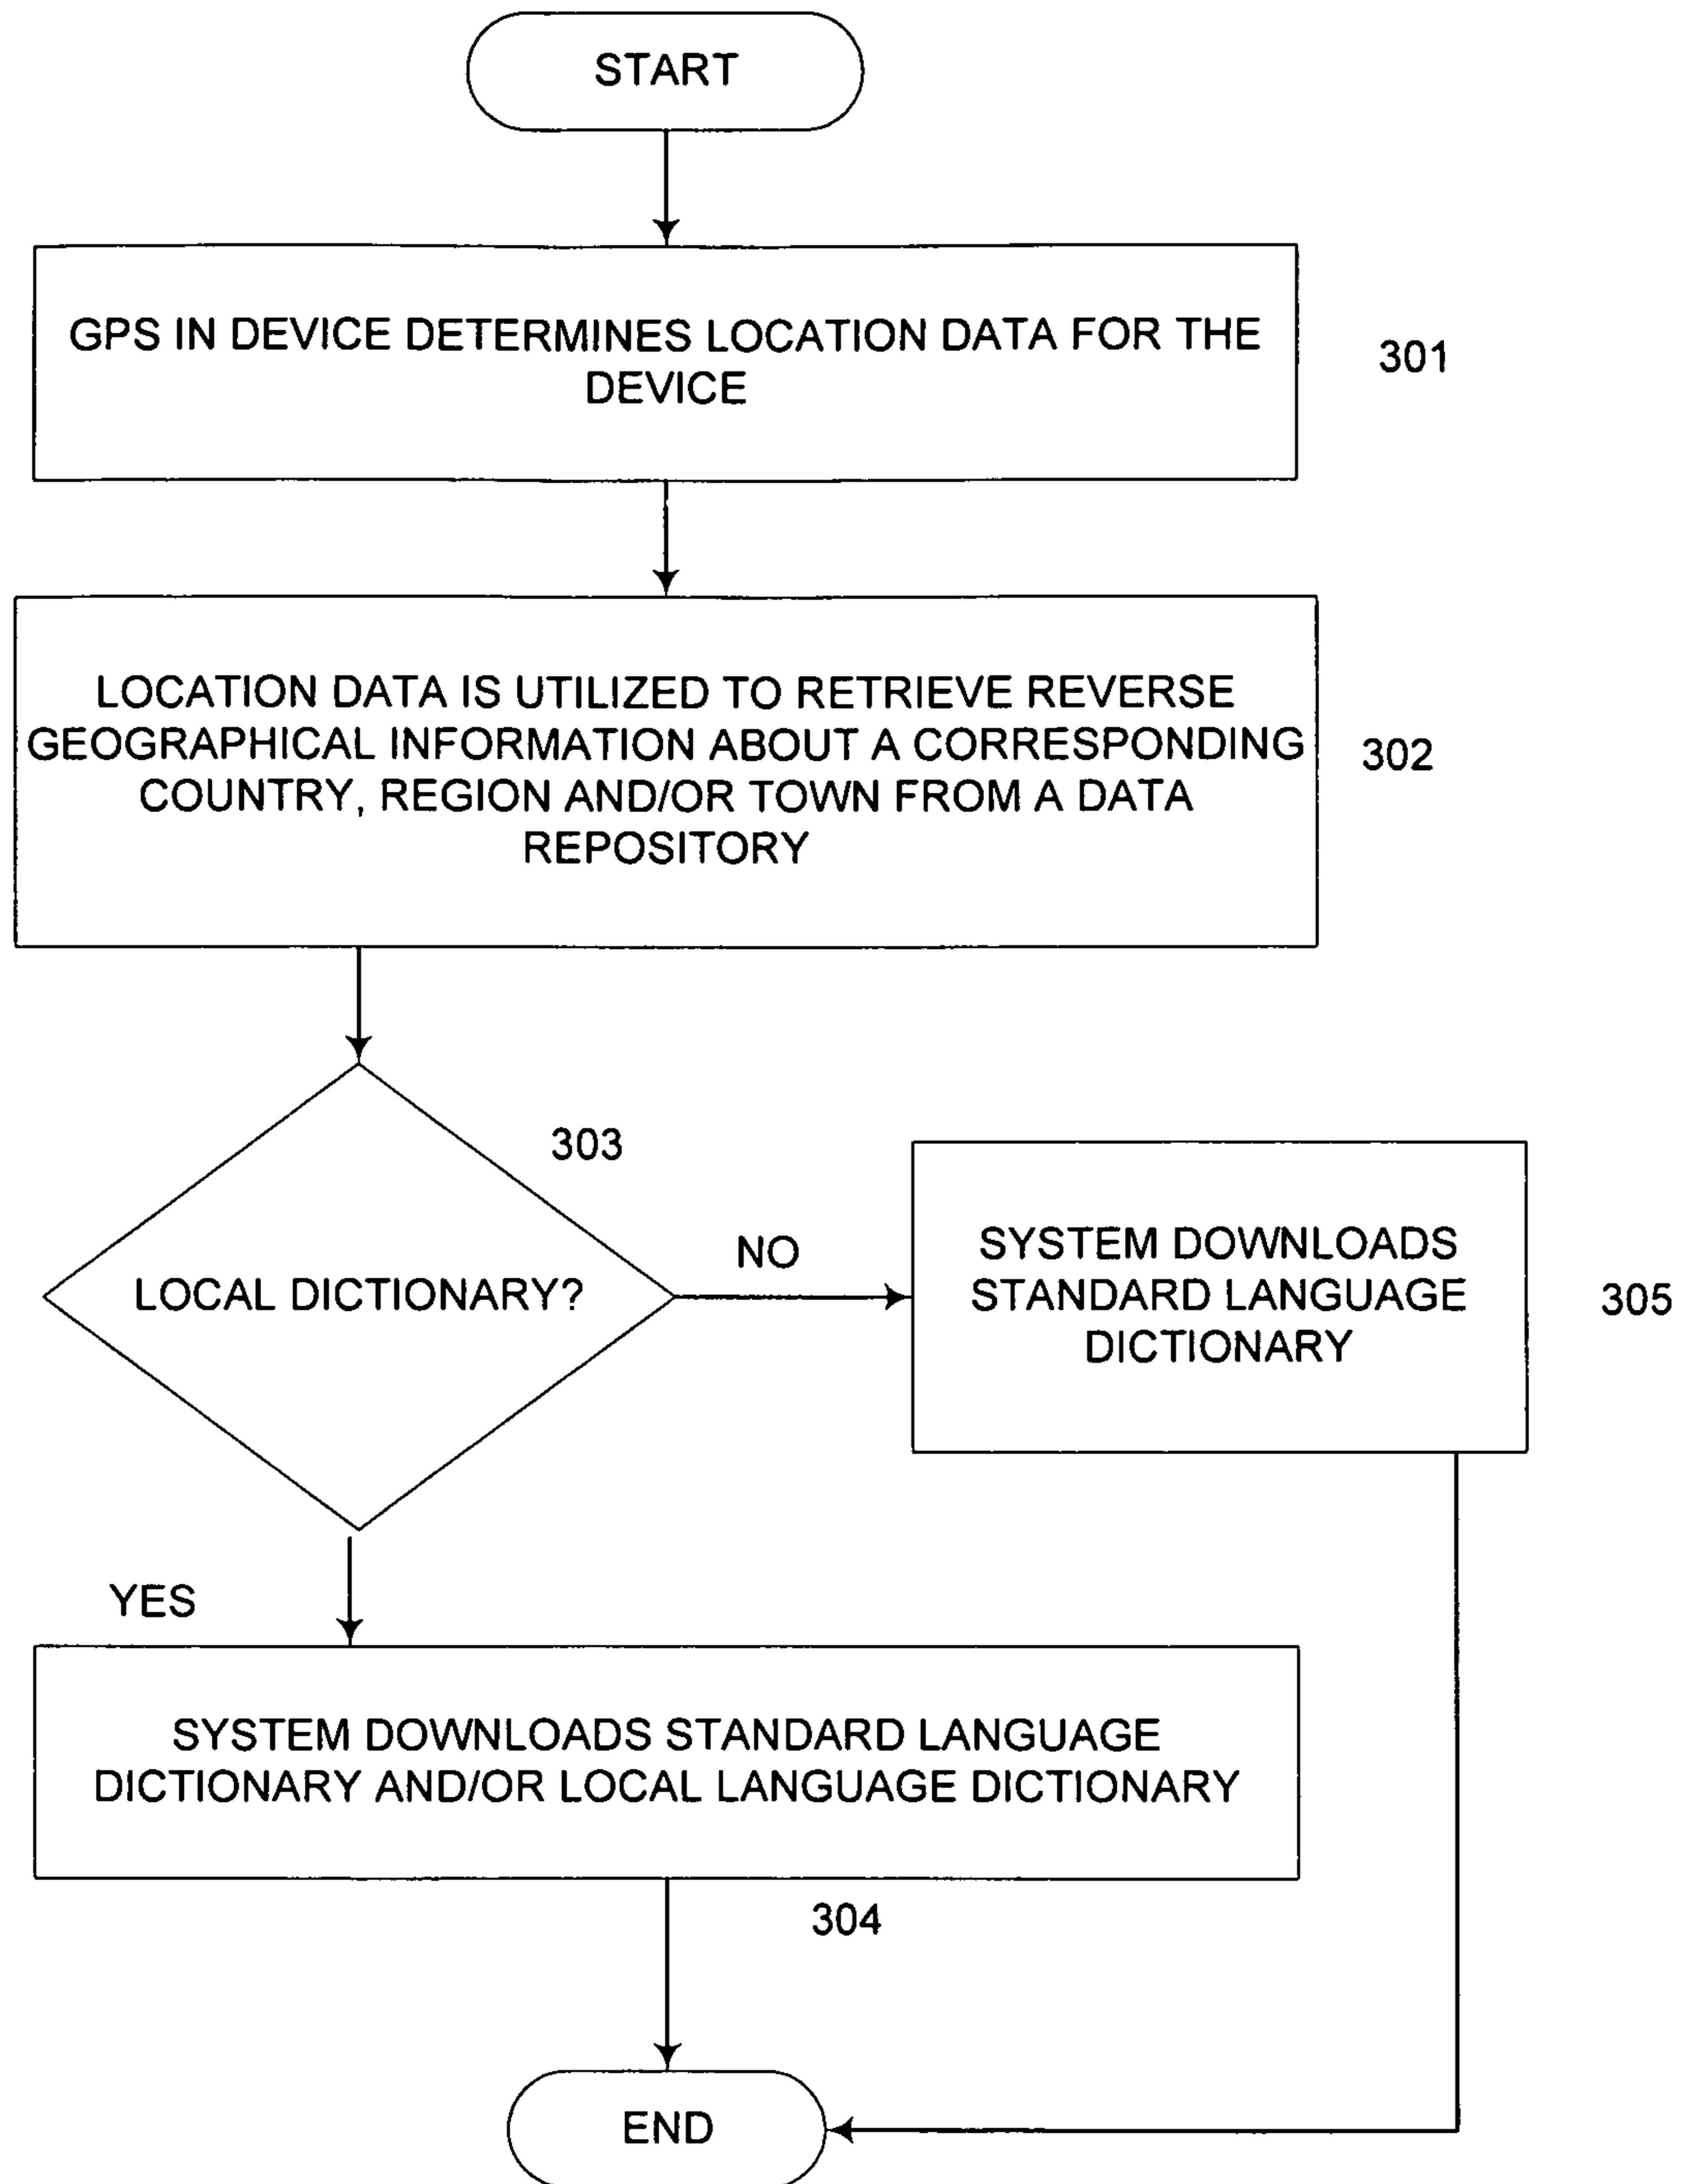 START
GPS IN DEVICE DETERMINES LOCATION DATA FOR THE
DEVICE
301
LOCATION DATA IS UTILIZED TO RETRIEVE REVERSE
GEOGRAPHICAL INFORMATION ABOUT A CORRESPONDING
COUNTRY, REGION AND/OR TOWN FROM A DATA
REPOSITORY
302
303
LOCAL DICTIONARY?
NO
SYSTEM DOWNLOADS
STANDARD LANGUAGE
DICTIONARY
305
YES
SYSTEM DOWNLOADS STANDARD LANGUAGE
DICTIONARY AND/OR LOCAL LANGUAGE DICTIONARY
304
END